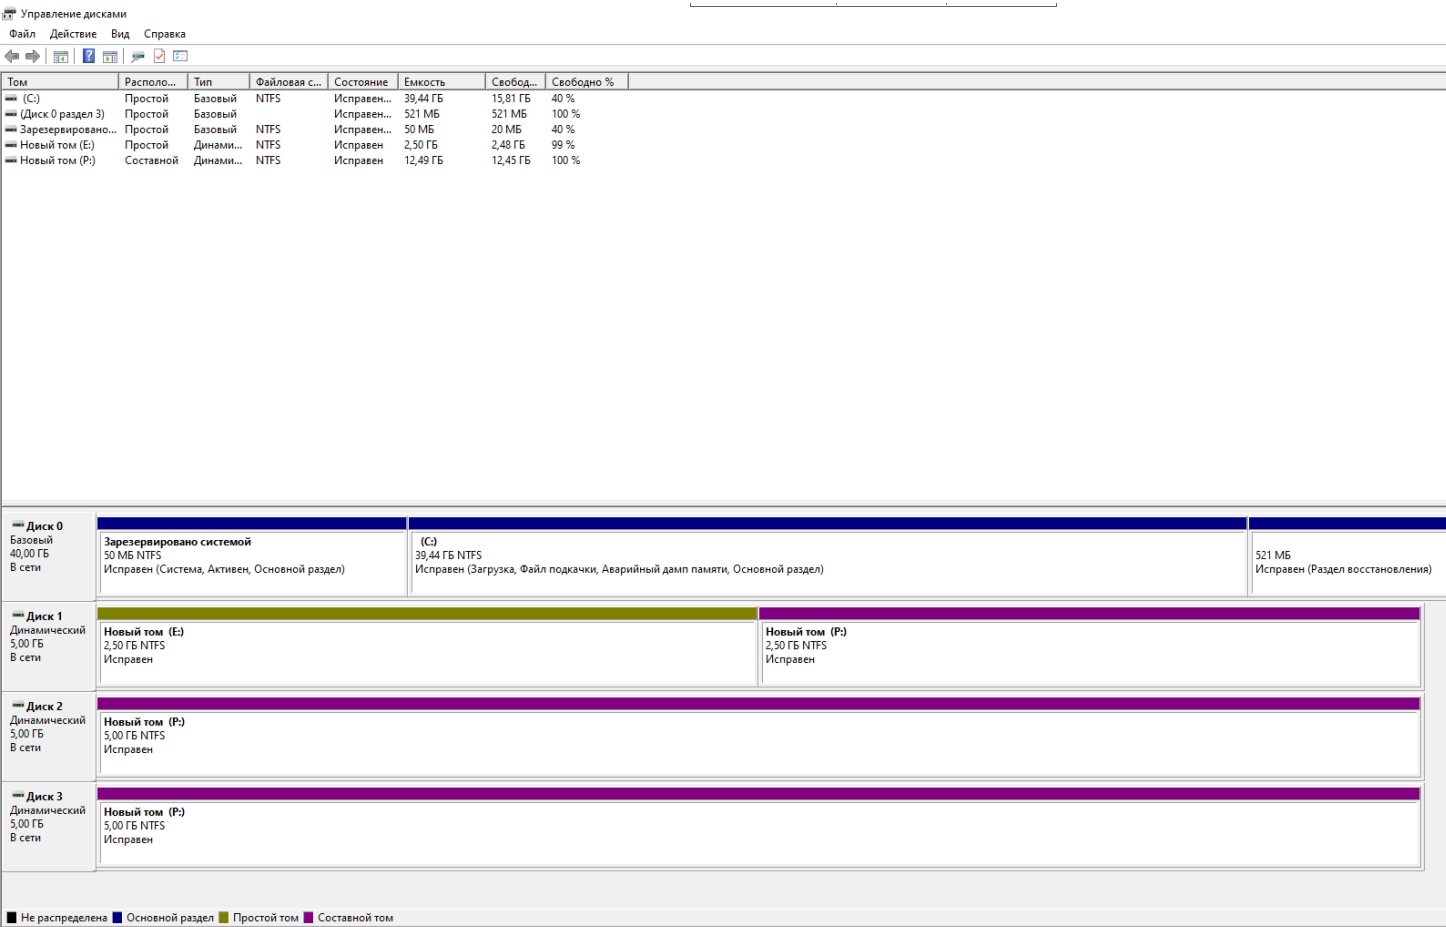 Управление дисками
Файл Действие Вид Справка
Том Располо... Тип Файловая с... Состояние Емкость Свобод... Свободно %
(C:) Простой Базовый NTFS Исправен... 39,44 ГБ 15,81 ГБ 40 %
(Диск 0 раздел 3) Простой Базовый Исправен... 521 МБ 521 МБ 100 %
Зарезервировано... Простой Базовый NTFS Исправен... 50 МБ 20 МБ 40 %
Новый том (E:) Простой Динами... NTFS Исправен 2,50 ГБ 2,48 ГБ 99 %
Новый том (P:) Составной Динами... NTFS Исправен 12,49 ГБ 12,45 ГБ 100 %
Диск 0
Базовый
40,00 ГБ
В сети
Зарезервировано системой
50 МБ NTFS
Исправен (Система, Активен, Основной раздел)
(C:)
39,44 ГБ NTFS
Исправен (Загрузка, Файл подкачки, Аварийный дамп памяти, Основной раздел)
521 МБ
Исправен (Раздел восстановления)
Диск 1
Динамический
5,00 ГБ
В сети
Новый том (E:)
2,50 ГБ NTFS
Исправен
Новый том (P:)
2,50 ГБ NTFS
Исправен
Диск 2
Динамический
5,00 ГБ
В сети
Новый том (P:)
5,00 ГБ NTFS
Исправен
Диск 3
Динамический
5,00 ГБ
В сети
Новый том (P:)
5,00 ГБ NTFS
Исправен
Не распределена Основной раздел Простой том Составной том